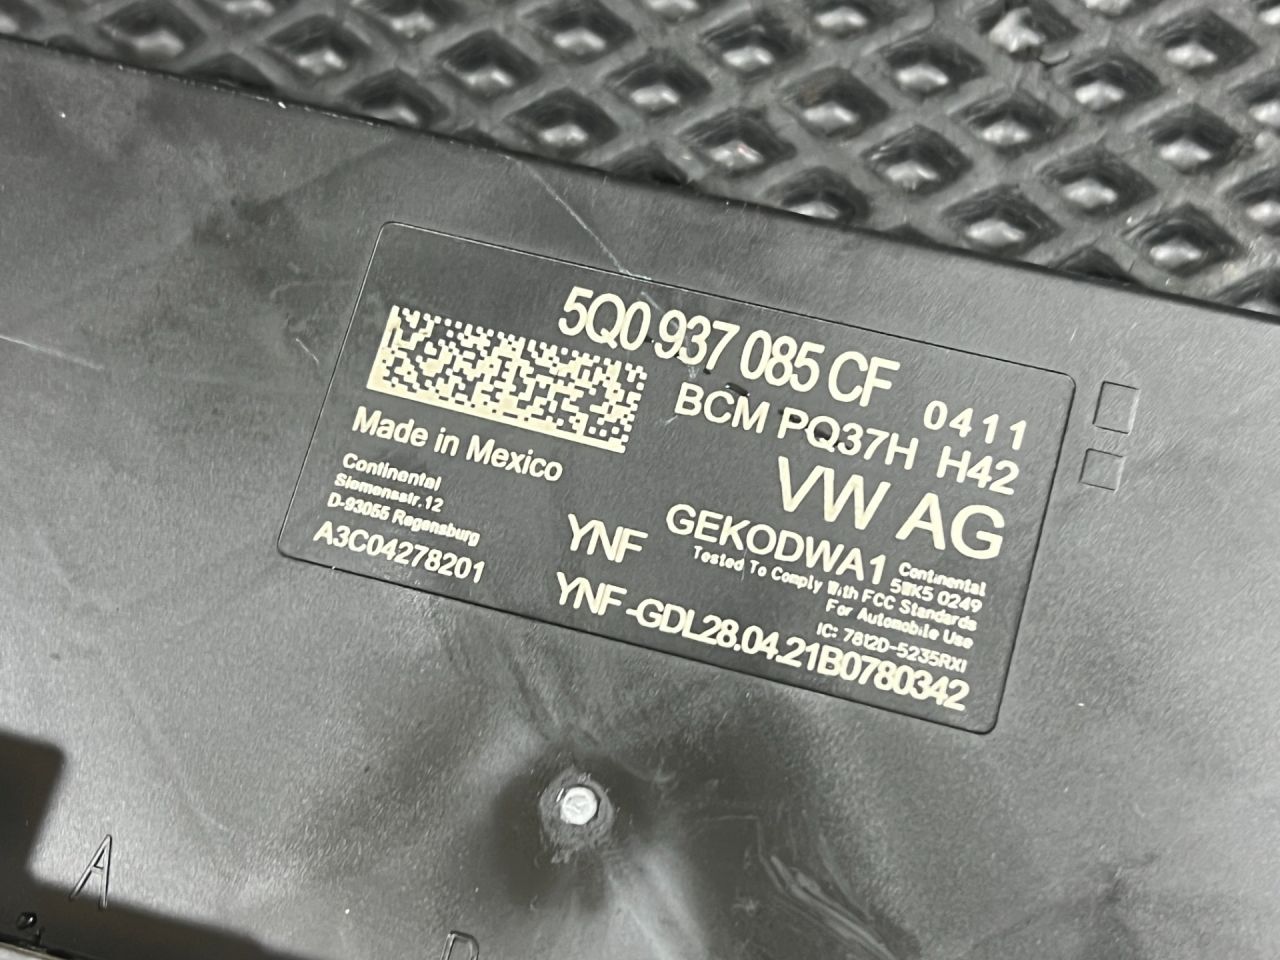 5Q0 937 085 CF
0411
BCM PQ37H H42
VW AG
Made in Mexico
Continental
Siemensstr.12
D-93055 Regensburg
A3C04278201
YNF
GEKODWA1
Continental
5WK5 0249
Tested To Comply With FCC Standards
For Automobile Use
IC: 7812D-5235RXI
YNF-GDL28.04.21B0780342
A